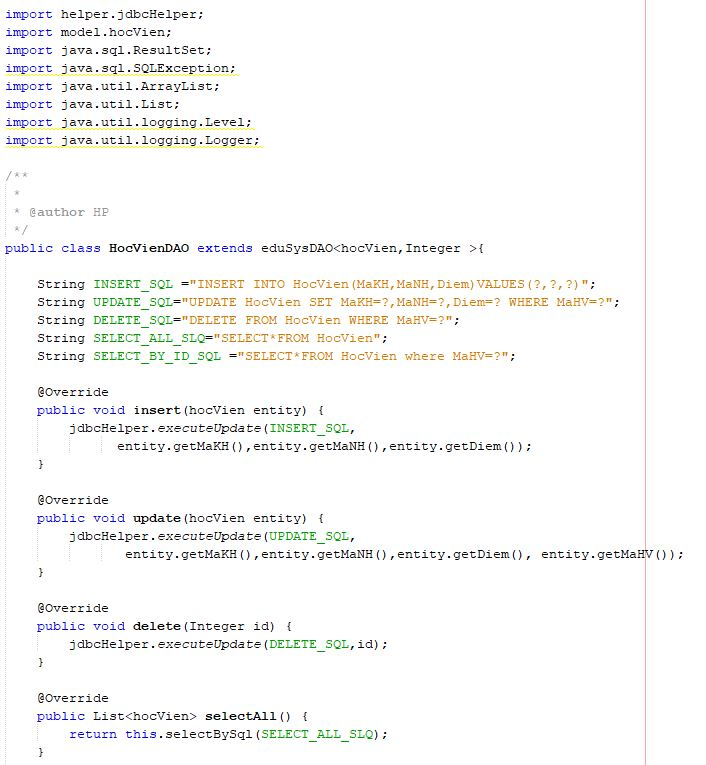 import helper.jdbcHelper;
import model.hocVien;
import java.sql.ResultSet;
import java.sql.SQLException;
import java.util.ArrayList;
import java.util.List;
import java.util.logging.Level;
import java.util.logging.Logger;
/**
*
* @author HP
*/
public class HocVienDAO extends eduSysDAO<hocVien,Integer >{
String INSERT_SQL ="INSERT INTO HocVien(MaKH,MaNH,Diem)VALUES(?,?,?)";
String UPDATE_SQL="UPDATE HocVien SET MaKH=?,MaNH=?,Diem=? WHERE MaHV=?";
String DELETE_SQL="DELETE FROM HocVien WHERE MaHV=?";
String SELECT_ALL_SLQ="SELECT*FROM HocVien";
String SELECT_BY_ID_SQL ="SELECT*FROM HocVien where MaHV=?";
@Override
public void insert(hocVien entity) {
jdbcHelper.executeUpdate(INSERT_SQL,
entity.getMaKH(),entity.getMaNH(),entity.getDiem());
}
@Override
public void update(hocVien entity) {
jdbcHelper.executeUpdate(UPDATE_SQL,
entity.getMaKH(),entity.getMaNH(),entity.getDiem(), entity.getMaHV());
}
@Override
public void delete(Integer id) {
jdbcHelper.executeUpdate(DELETE_SQL,id);
}
@Override
public List<hocVien> selectAll() {
return this.selectBySql(SELECT_ALL_SLQ);
}